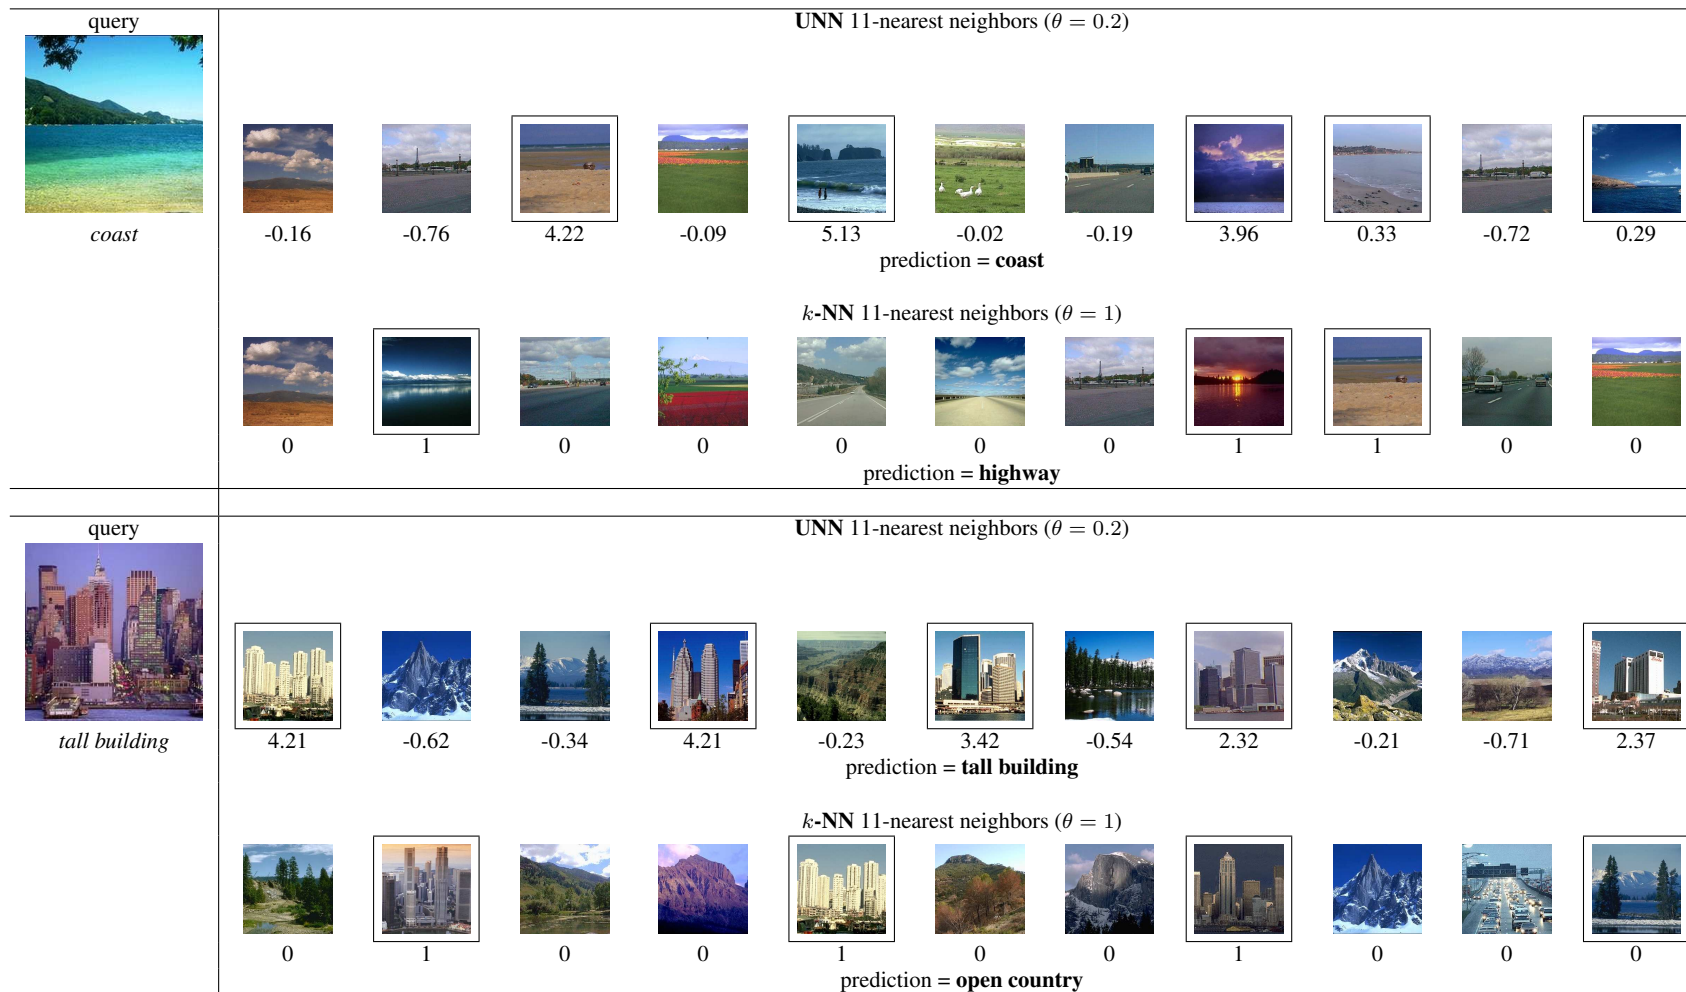 query
UNN 11-nearest neighbors (θ = 0.2)
coast
-0.16 -0.76 4.22 -0.09 5.13 -0.02 -0.19 3.96 0.33 -0.72 0.29
prediction = coast
k-NN 11-nearest neighbors (θ = 1)
0 1 0 0 0 0 0 1 1 0 0
prediction = highway
query
UNN 11-nearest neighbors (θ = 0.2)
tall building
4.21 -0.62 -0.34 4.21 -0.23 3.42 -0.54 2.32 -0.21 -0.71 2.37
prediction = tall building
k-NN 11-nearest neighbors (θ = 1)
0 1 0 0 1 0 0 1 0 0 0
prediction = open country